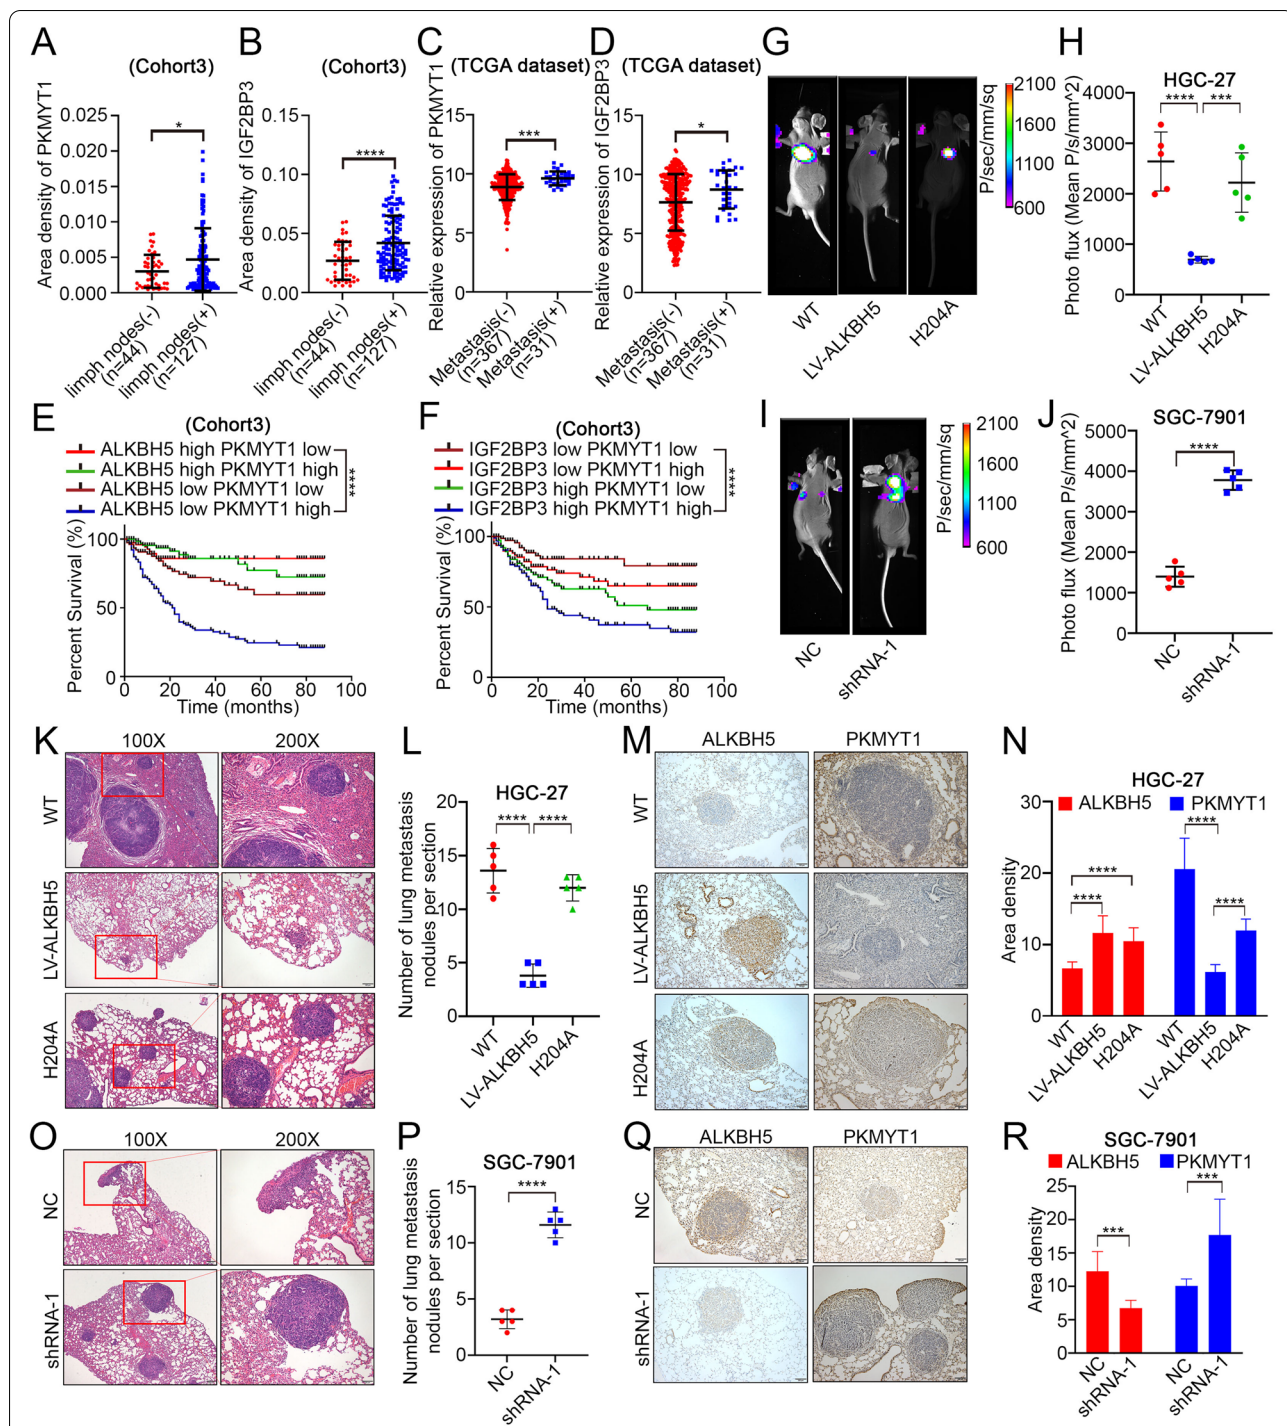 A
(Cohort3)
Area density of PKMYT1
0.025
0.020
0.015
0.010
0.005
0.000
*
limph nodes(-)
(n=44)
limph nodes(+)
(n=127)
B
(Cohort3)
Area density of IGF2BP3
0.15
0.10
0.05
0.00
****
limph nodes(-)
(n=44)
limph nodes(+)
(n=127)
C
(TCGA dataset)
Relative expression of PKMYT1
15
10
5
0
***
Metastasis(-)
(n=367)
Metastasis(+)
(n=31)
D
(TCGA dataset)
Relative expression of IGF2BP3
15
10
5
0
*
Metastasis(-)
(n=367)
Metastasis(+)
(n=31)
G
WT
LV-ALKBH5
H204A
P/sec/mm/sq
2100
1600
1100
600
H
HGC-27
Photo flux (Mean P/s/mm^2)
4000
3000
2000
1000
0
**** ***
WT
LV-ALKBH5
H204A
E
(Cohort3)
ALKBH5 high PKMYT1 low
ALKBH5 high PKMYT1 high
ALKBH5 low PKMYT1 low
ALKBH5 low PKMYT1 high
****
Percent Survival (%)
100
50
0
0 20 40 60 80 100
Time (months)
F
(Cohort3)
IGF2BP3 low PKMYT1 low
IGF2BP3 low PKMYT1 high
IGF2BP3 high PKMYT1 low
IGF2BP3 high PKMYT1 high
****
Percent Survival (%)
100
50
0
0 20 40 60 80 100
Time (months)
I
NC
shRNA-1
P/sec/mm/sq
2100
1600
1100
600
J
SGC-7901
Photo flux (Mean P/s/mm^2)
5000
4000
3000
2000
1000
0
****
NC
shRNA-1
K
100X 200X
WT
LV-ALKBH5
H204A
L
HGC-27
Number of lung metastasis
nodules per section
20
15
10
5
0
**** ****
WT
LV-ALKBH5
H204A
M
ALKBH5 PKMYT1
WT
LV-ALKBH5
H204A
N
HGC-27
ALKBH5 PKMYT1
Area density
30
20
10
0
****
****
****
****
WT
LV-ALKBH5
H204A
WT
LV-ALKBH5
H204A
O
100X 200X
NC
shRNA-1
P
SGC-7901
Number of lung metastasis
nodules per section
15
10
5
0
****
NC
shRNA-1
Q
ALKBH5 PKMYT1
NC
shRNA-1
R
SGC-7901
ALKBH5 PKMYT1
Area density
25
20
15
10
5
0
***
***
NC
shRNA-1
NC
shRNA-1